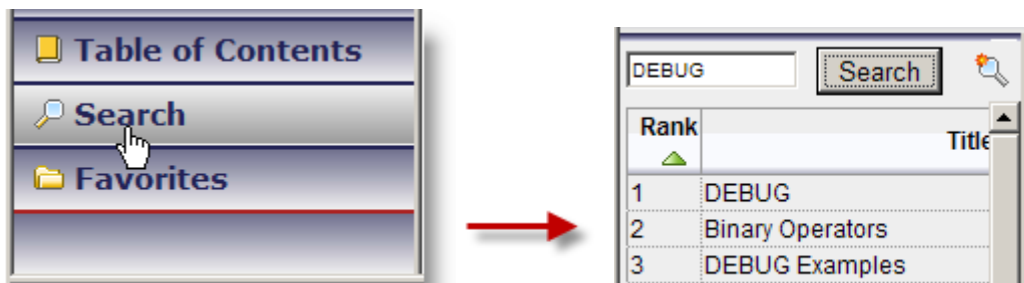 Table of Contents
Search
Favorites
DEBUG Search
Rank Title
1 DEBUG
2 Binary Operators
3 DEBUG Examples